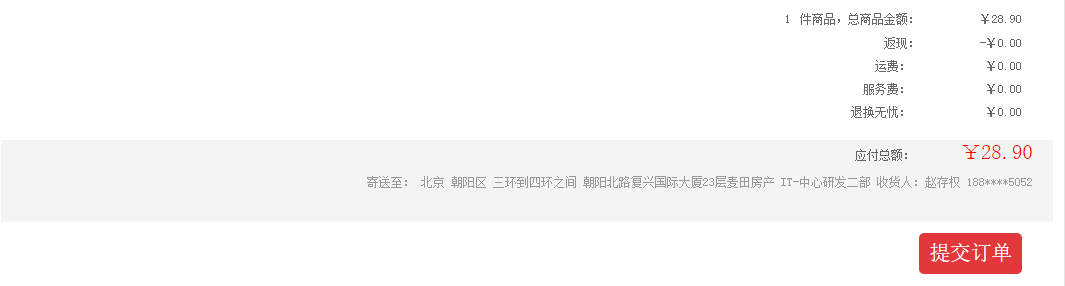 1 件商品，总商品金额： ￥28.90
返现： -￥0.00
运费： ￥0.00
服务费： ￥0.00
退换无忧： ￥0.00
应付总额： ￥28.90
寄送至： 北京 朝阳区 三环到四环之间 朝阳北路复兴国际大厦23层麦田房产 IT-中心研发二部 收货人：赵存权 188****5052
提交订单